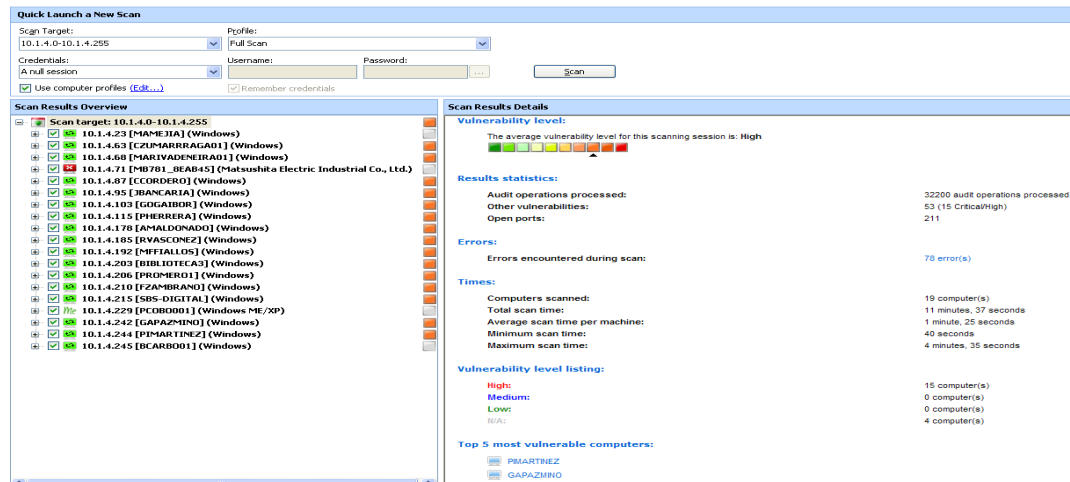 Quick Launch a New Scan
Scan Target:
Profile:
10.1.4.0-10.1.4.255
Full Scan
Credentials:
Username:
Password:
A null session
...
Scan
Use computer profiles (Edit...)
Remember credentials
Scan Results Overview
Scan target: 10.1.4.0-10.1.4.255
10.1.4.23 [MAMEJIA] (Windows)
10.1.4.63 [CZUMARRRAGA01] (Windows)
10.1.4.68 [MARIVADENEIRA01] (Windows)
10.1.4.71 [MB781_8EAB45] (Matsushita Electric Industrial Co., Ltd.)
10.1.4.87 [CCORDERO] (Windows)
10.1.4.95 [JBANCARIA] (Windows)
10.1.4.103 [GOGAIBOR] (Windows)
10.1.4.115 [PHERRERA] (Windows)
10.1.4.178 [AMALDONADO] (Windows)
10.1.4.185 [RVASCONEZ] (Windows)
10.1.4.192 [MFFIALLOS] (Windows)
10.1.4.203 [BIBLIOTECA3] (Windows)
10.1.4.206 [PROMERO1] (Windows)
10.1.4.210 [FZAMBRANO] (Windows)
10.1.4.215 [SBS-DIGITAL] (Windows)
Me 10.1.4.229 [PCOBO001] (Windows ME/XP)
10.1.4.242 [GAPAZMINO] (Windows)
10.1.4.244 [PIMARTINEZ] (Windows)
10.1.4.245 [BCARBO01] (Windows)
Scan Results Details
Vulnerability level:
The average vulnerability level for this scanning session is: High
Results statistics:
Audit operations processed: 32200 audit operations processed
Other vulnerabilities: 53 (15 Critical/High)
Open ports: 211
Errors:
Errors encountered during scan: 78 error(s)
Times:
Computers scanned: 19 computer(s)
Total scan time: 11 minutes, 37 seconds
Average scan time per machine: 1 minute, 25 seconds
Minimum scan time: 40 seconds
Maximum scan time: 4 minutes, 35 seconds
Vulnerability level listing:
High: 15 computer(s)
Medium: 0 computer(s)
Low: 0 computer(s)
N/A: 4 computer(s)
Top 5 most vulnerable computers:
PIMARTINEZ
GAPAZMINO